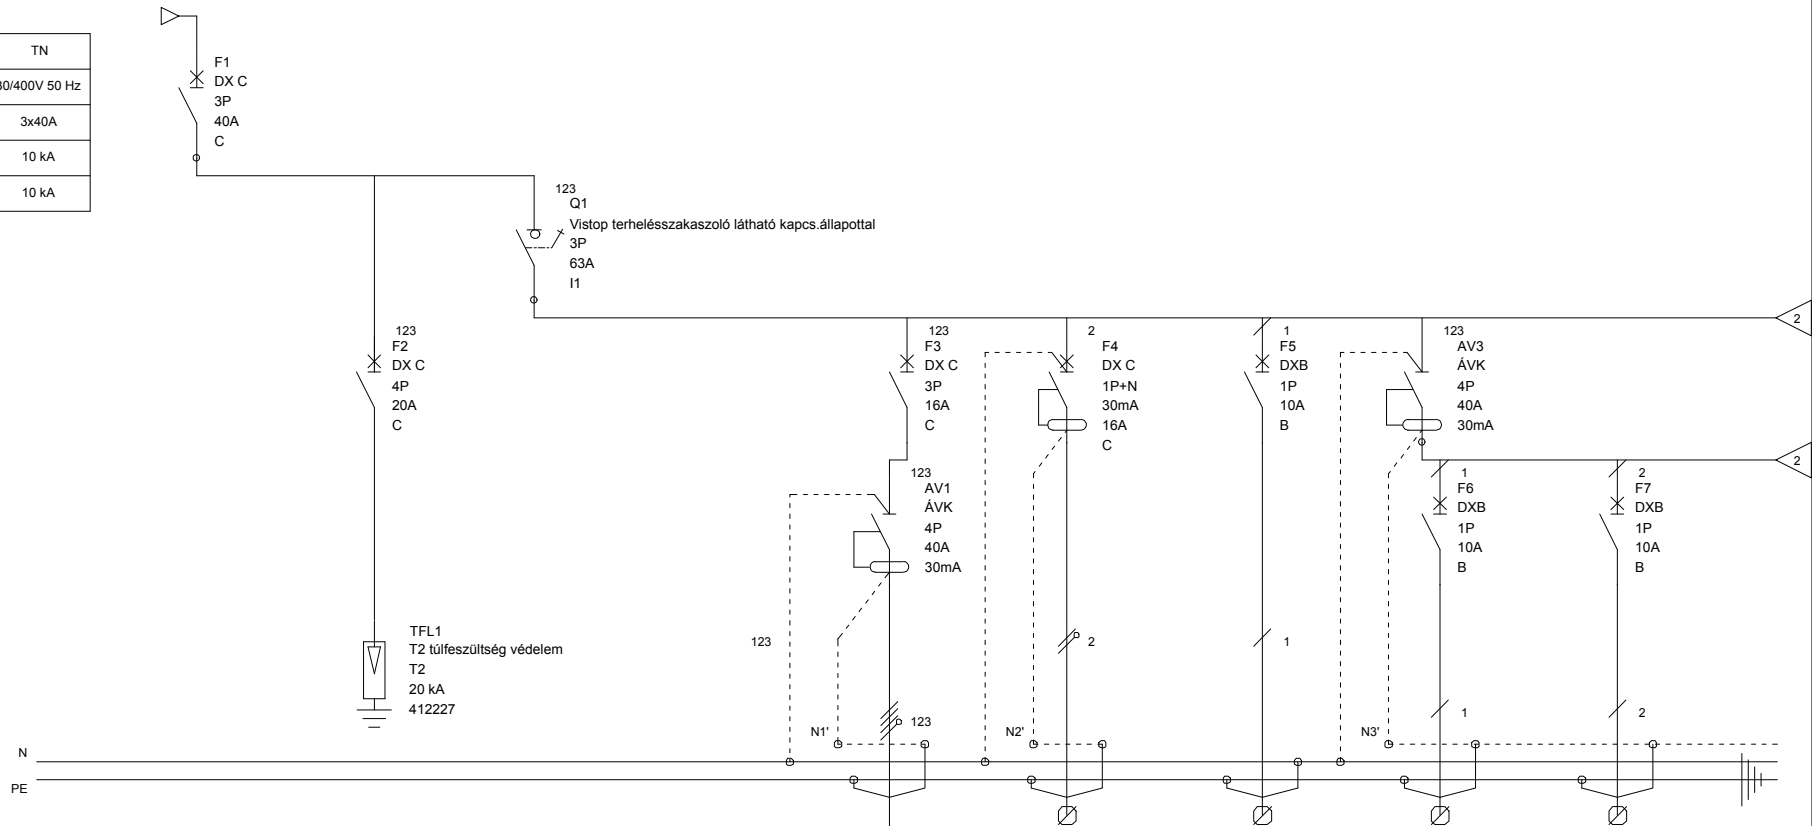 TN
30/400V 50 Hz
3x40A
10 kA
10 kA
F1
DX C
3P
40A
C
123
Q1
Vistop terhelésszakaszoló látható kapcs.állapottal
3P
63A
I1
2
123
F2
DX C
4P
20A
C
123
F3
DX C
3P
16A
C
2
F4
DX C
1P+N
30mA
16A
C
1
F5
DXB
1P
10A
B
123
AV3
ÁVK
4P
40A
30mA
2
123
AV1
ÁVK
4P
40A
30mA
1
F6
DXB
1P
10A
B
2
F7
DXB
1P
10A
B
TFL1
T2 túlfeszültség védelem
T2
20 kA
412227
123
2
1
123
1
2
N1'
N2'
N3'
N
PE